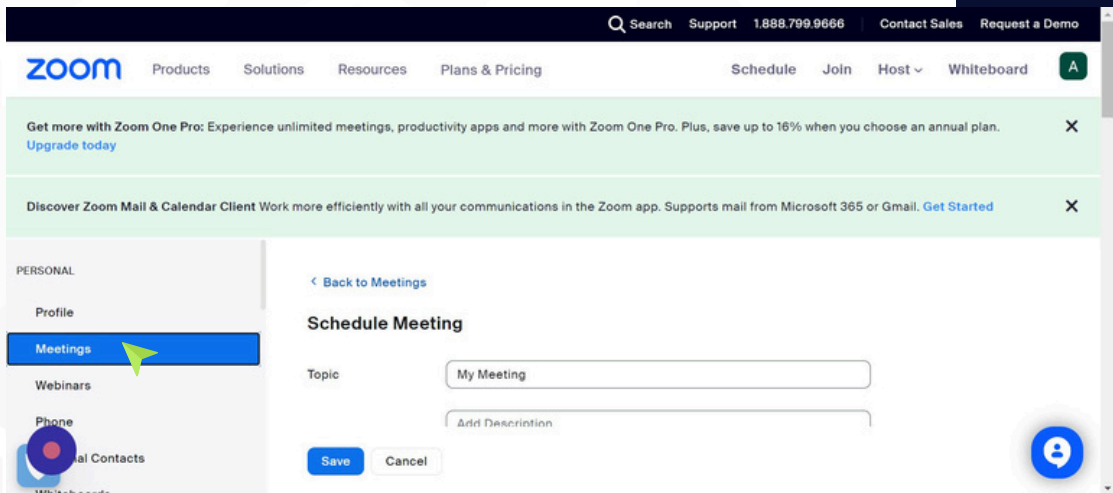 Search Support 1.888.799.9666 Contact Sales Request a Demo
zoom Products Solutions Resources Plans & Pricing Schedule Join Host Whiteboard A
Get more with Zoom One Pro: Experience unlimited meetings, productivity apps and more with Zoom One Pro. Plus, save up to 16% when you choose an annual plan.
Upgrade today
Discover Zoom Mail & Calendar Client Work more efficiently with all your communications in the Zoom app. Supports mail from Microsoft 365 or Gmail. Get Started
PERSONAL
Profile
Meetings
Webinars
Phone
Contacts
Back to Meetings
Schedule Meeting
Topic
My Meeting
Add Description
Save Cancel